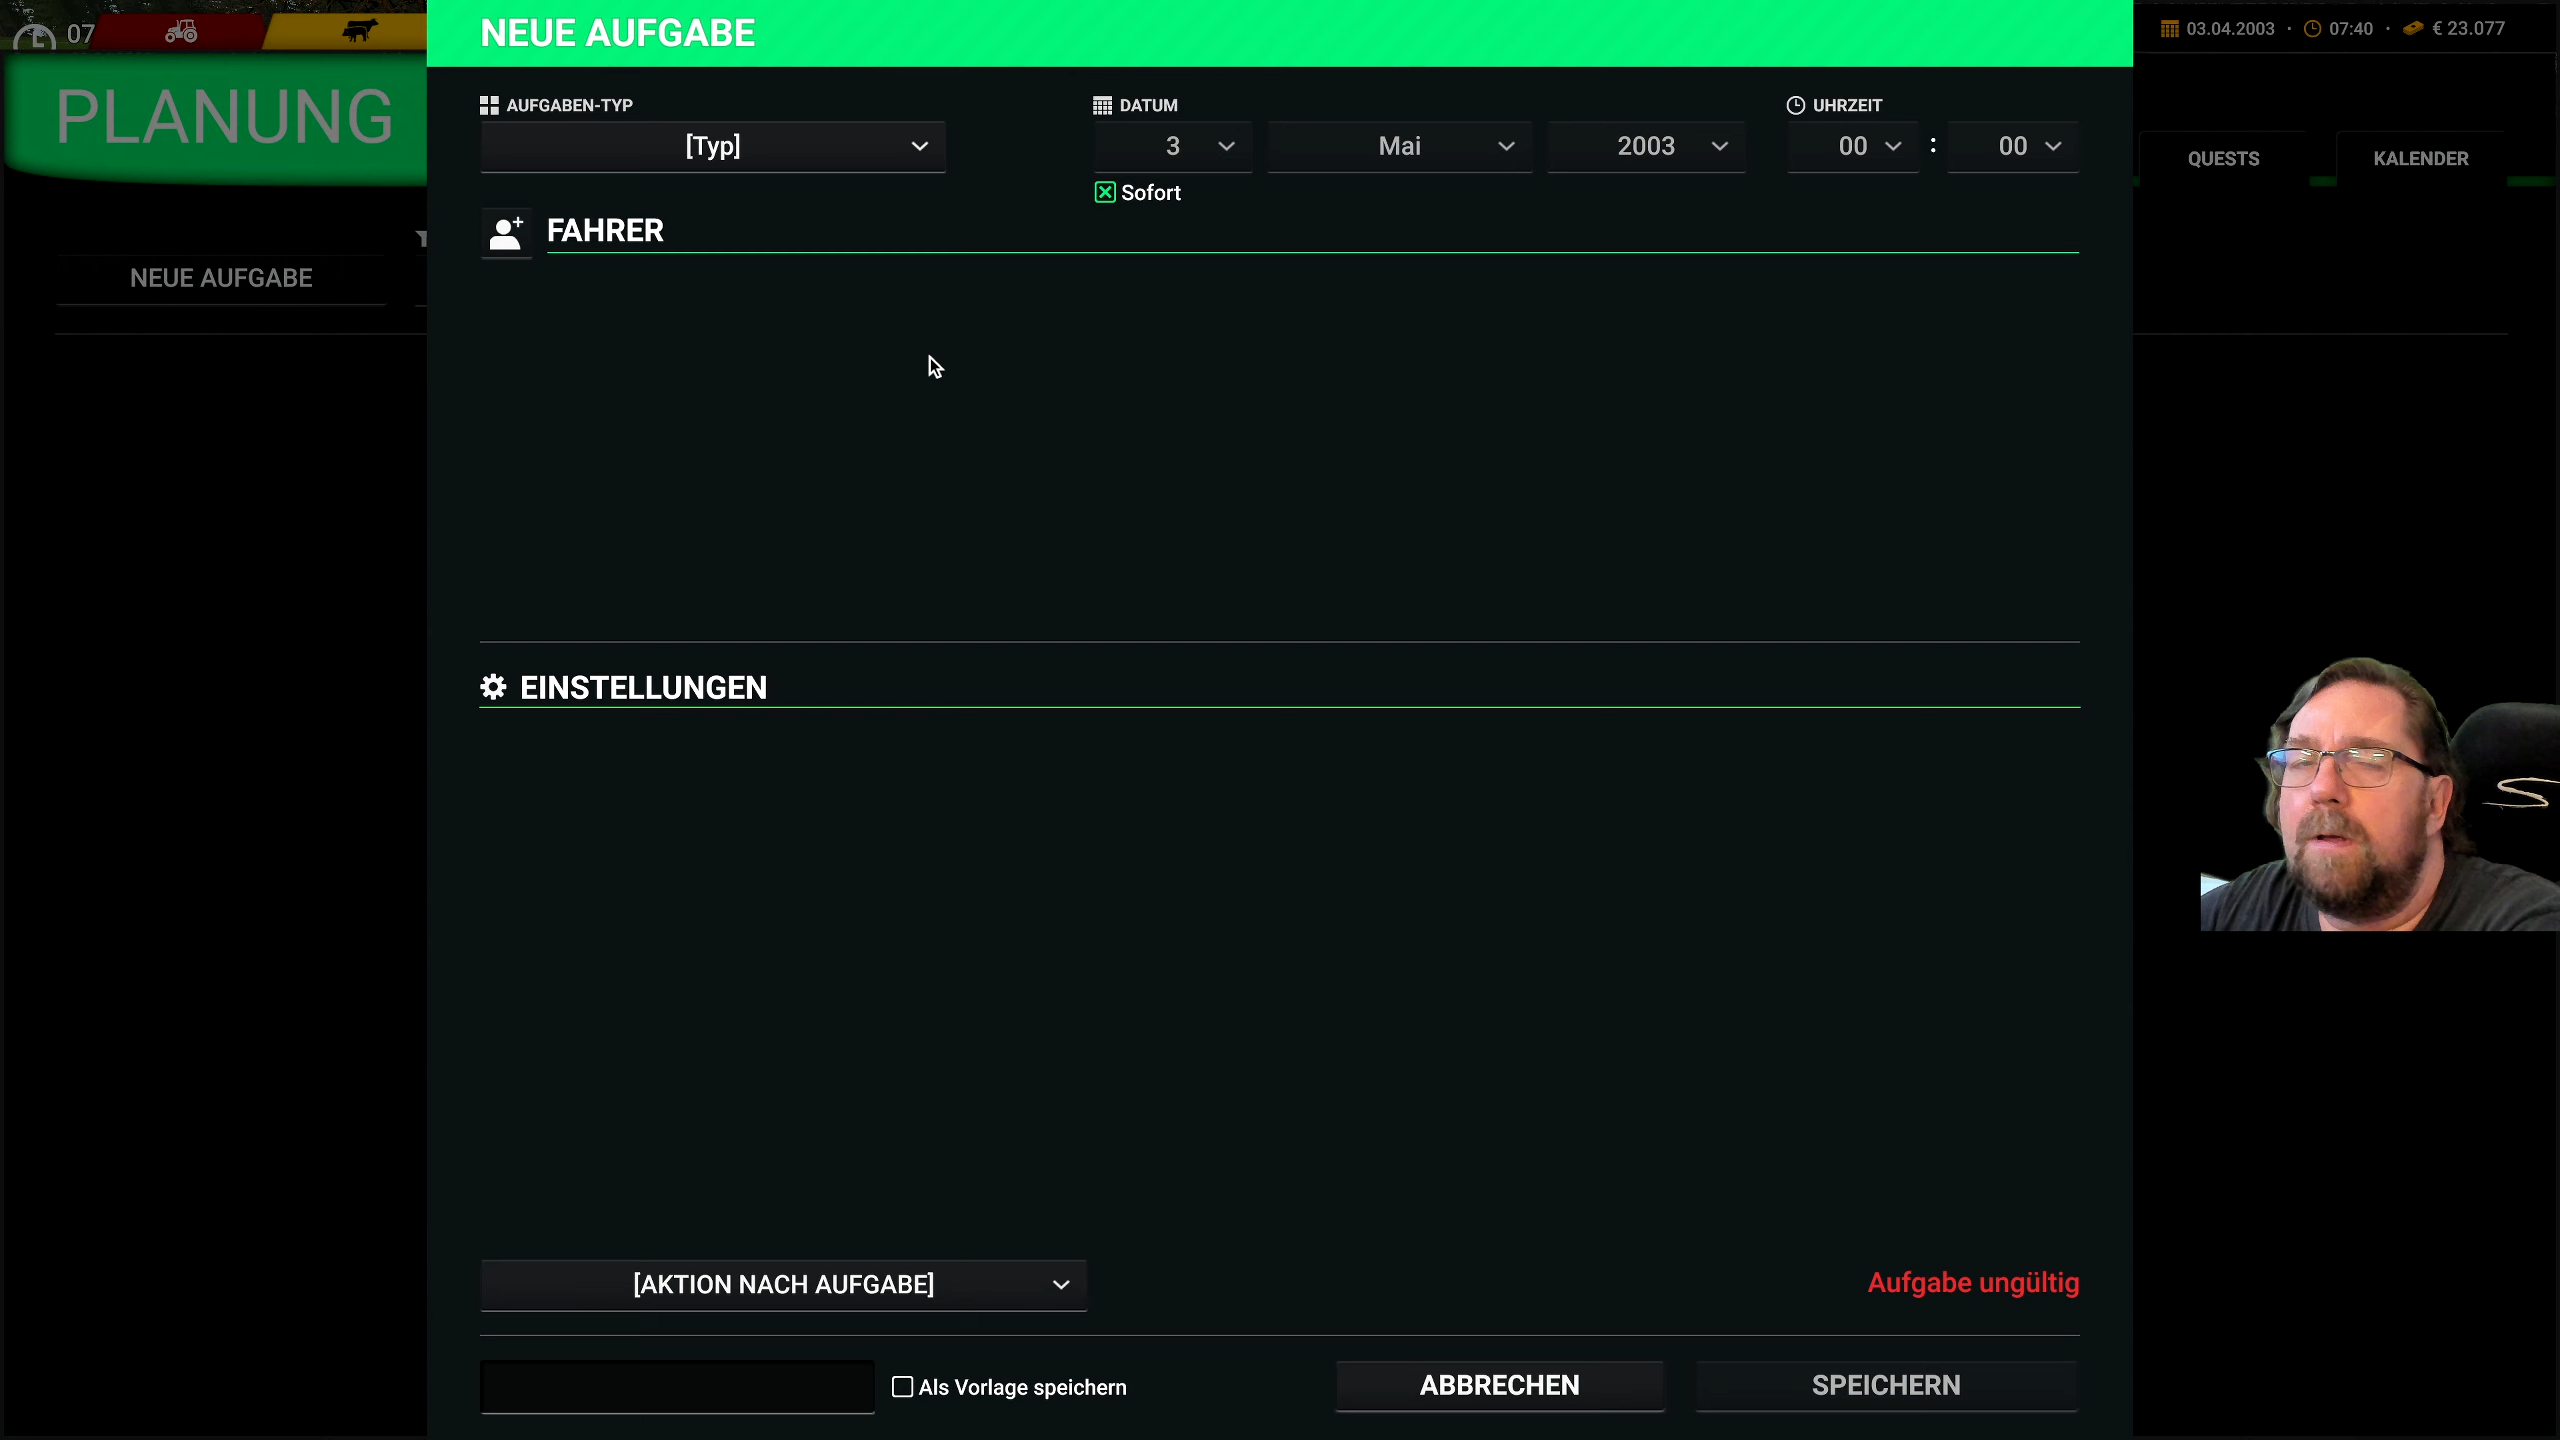 NEUE AUFGABE
07
03.04.2003 · 07:40 · € 23.077
PLANUNG
AUFGABEN-TYP
DATUM
UHRZEIT
[Typ]
3
Mai
2003
00 : 00
QUESTS
KALENDER
Sofort
FAHRER
NEUE AUFGABE
EINSTELLUNGEN
[AKTION NACH AUFGABE]
Aufgabe ungültig
Als Vorlage speichern
ABBRECHEN
SPEICHERN